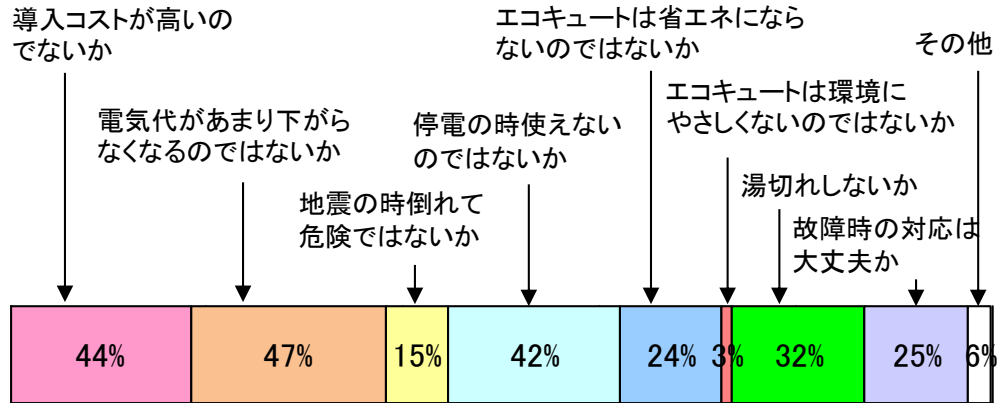 導入コストが高いの
でないか
電気代があまり下がら
なくなるのではないか
地震の時倒れて
危険ではないか
停電の時使えない
のではないか
エコキュートは省エネになら
ないのではないか
エコキュートは環境に
やさしくないのではないか
湯切れしないか
故障時の対応は
大丈夫か
その他
44%
47%
15%
42%
24%
3%
32%
25%
6%